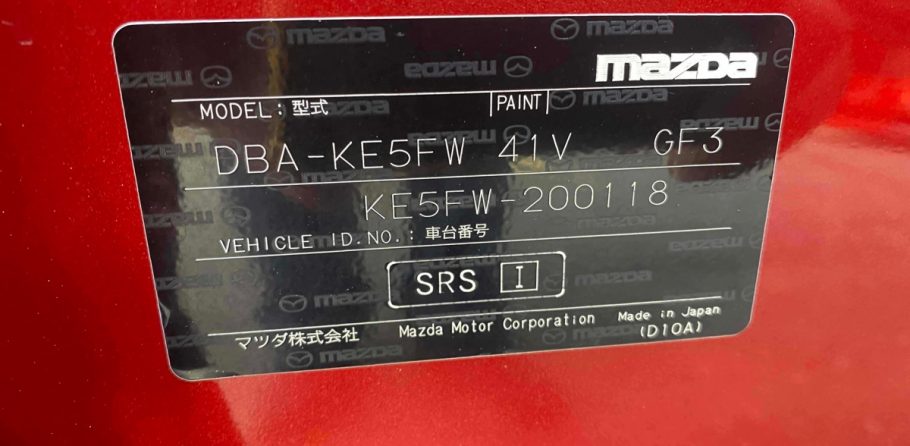 mazda
MODEL: 型式 PAINT
DBA-KE5FW 41V GF3
KE5FW-200118
VEHICLE ID.NO.: 車台番号
SRS I
マツダ株式会社 Mazda Motor Corporation Made in Japan
(D10A)